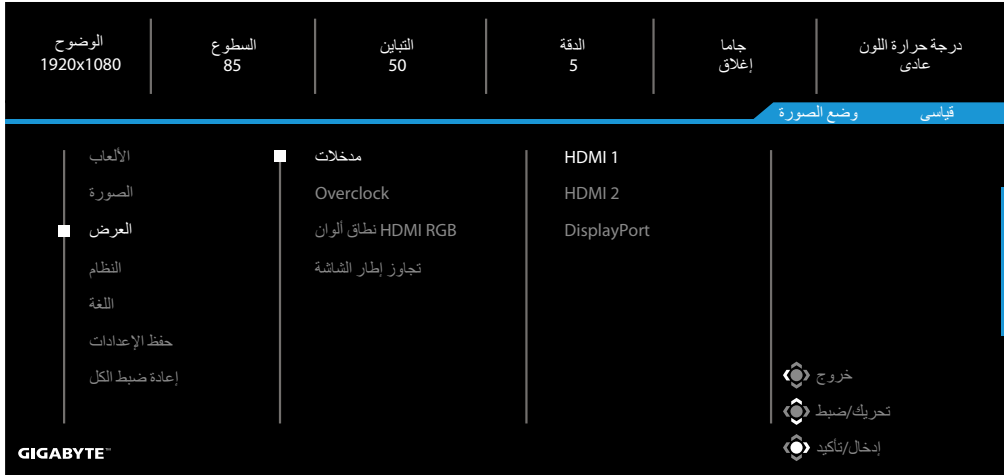 الوضوح
1920x1080
السطوع
85
التباين
50
الدقة
5
جاما
إغلاق
درجة حرارة اللون
عادى
وضع الصورة
قياسى
الألعاب
الصورة
العرض
النظام
اللغة
حفظ الإعدادات
إعادة ضبط الكل
مدخلات
Overclock
نطاق ألوان HDMI RGB
تجاوز إطار الشاشة
HDMI 1
HDMI 2
DisplayPort
خروج
تحريك/ضبط
إدخال/تأكيد
GIGABYTE™